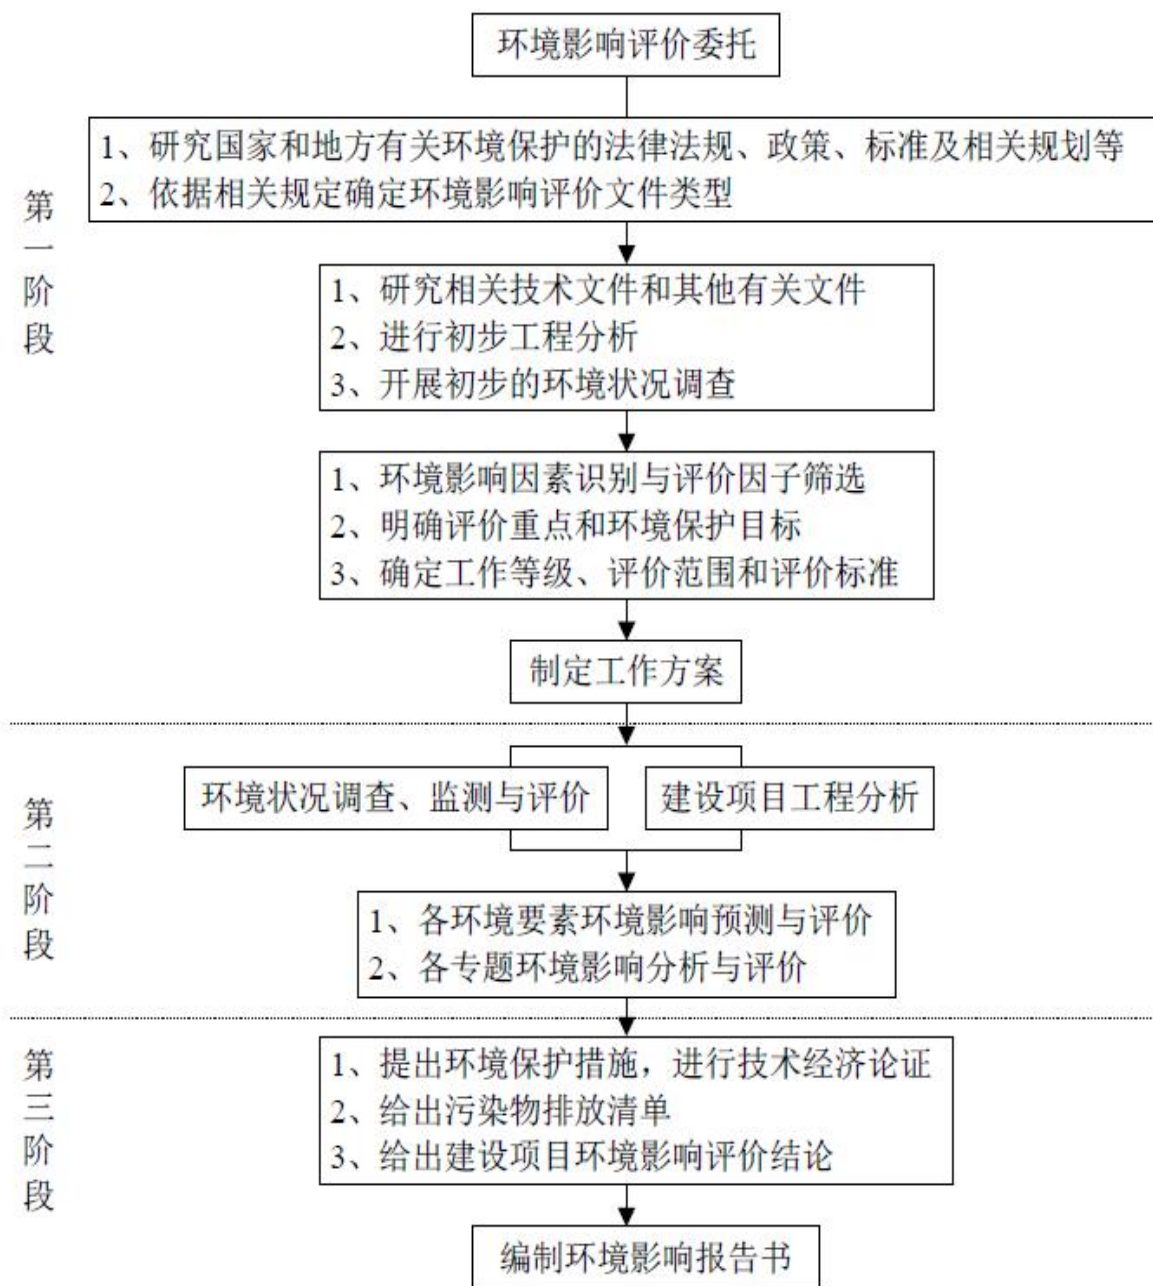 环境影响评价委托
1、研究国家和地方有关环境保护的法律法规、政策、标准及相关规划等
2、依据相关规定确定环境影响评价文件类型
第一阶段
1、研究相关技术文件和其他有关文件
2、进行初步工程分析
3、开展初步的环境状况调查
1、环境影响因素识别与评价因子筛选
2、明确评价重点和环境保护目标
3、确定工作等级、评价范围和评价标准
制定工作方案
第二阶段
环境状况调查、监测与评价
建设项目工程分析
1、各环境要素环境影响预测与评价
2、各专题环境影响分析与评价
第三阶段
1、提出环境保护措施，进行技术经济论证
2、给出污染物排放清单
3、给出建设项目环境影响评价结论
编制环境影响报告书